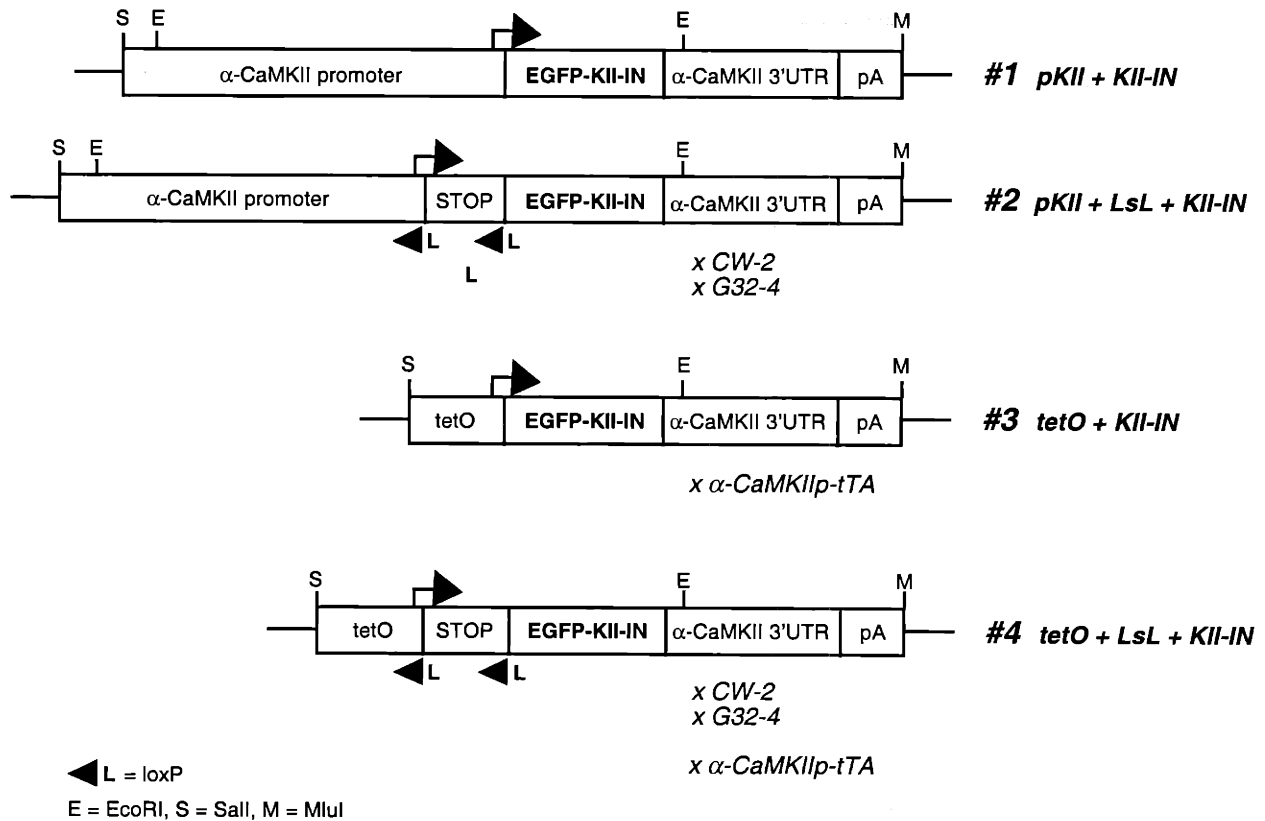 S E E M
α-CaMKII promoter EGFP-KII-IN α-CaMKII 3'UTR pA #1 pKII + KII-IN
S E E M
α-CaMKII promoter STOP EGFP-KII-IN α-CaMKII 3'UTR pA #2 pKII + LsL + KII-IN
L L
L
x CW-2
x G32-4
S E M
tetO EGFP-KII-IN α-CaMKII 3'UTR pA #3 tetO + KII-IN
x α-CaMKIIp-tTA
S E M
tetO STOP EGFP-KII-IN α-CaMKII 3'UTR pA #4 tetO + LsL + KII-IN
L L
x CW-2
x G32-4
x α-CaMKIIp-tTA
L = loxP
E = EcoRI, S = SalI, M = MluI